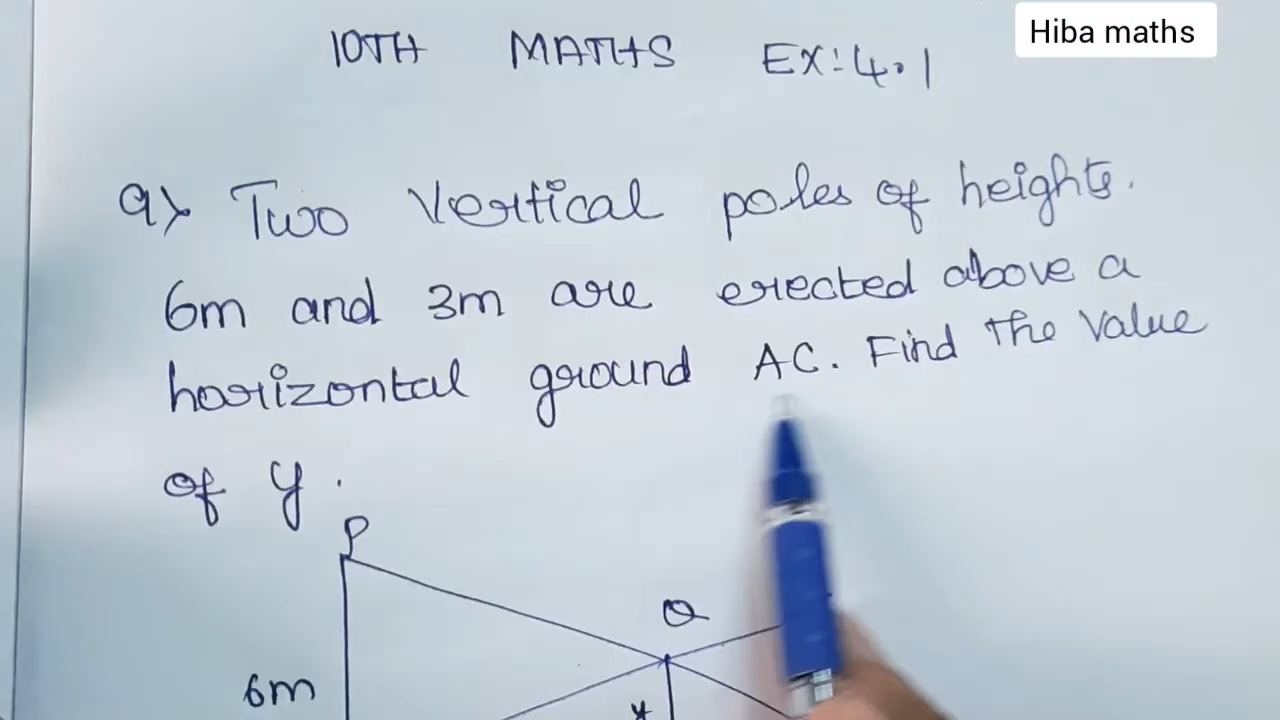 Hiba maths
10TH MATHS EX:4.1
9) Two Vertical poles of heights.
6m and 3m are erected above a
horizontal ground AC. Find the value
of y.
P
Q
6m